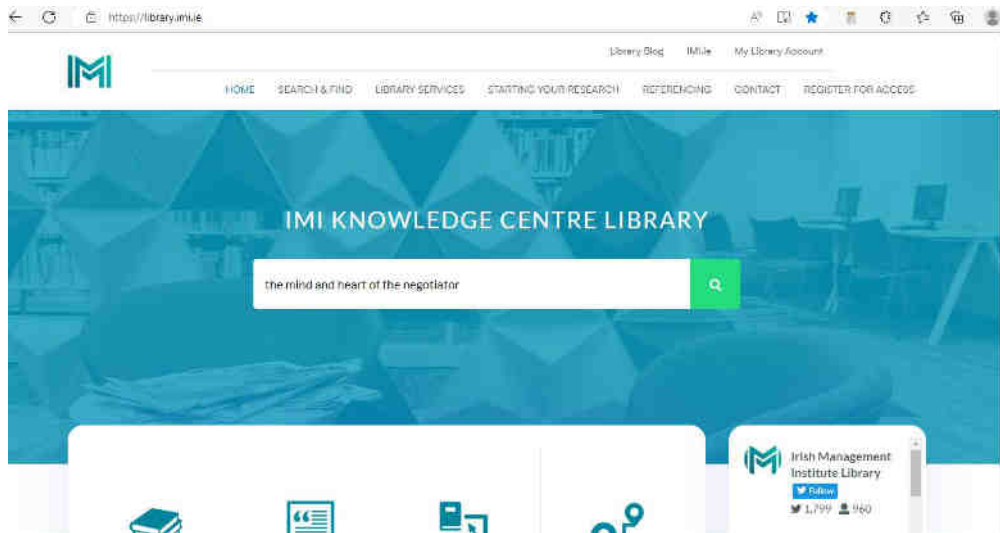 https://library.imi.ie
Library Blog IMI.ie My Library Account
IMI
HOME SEARCH & FIND LIBRARY SERVICES STARTING YOUR RESEARCH REFERENCING CONTACT REGISTER FOR ACCESS
IMI KNOWLEDGE CENTRE LIBRARY
the mind and heart of the negotiator
Irish Management
Institute Library
Follow
1,799 960